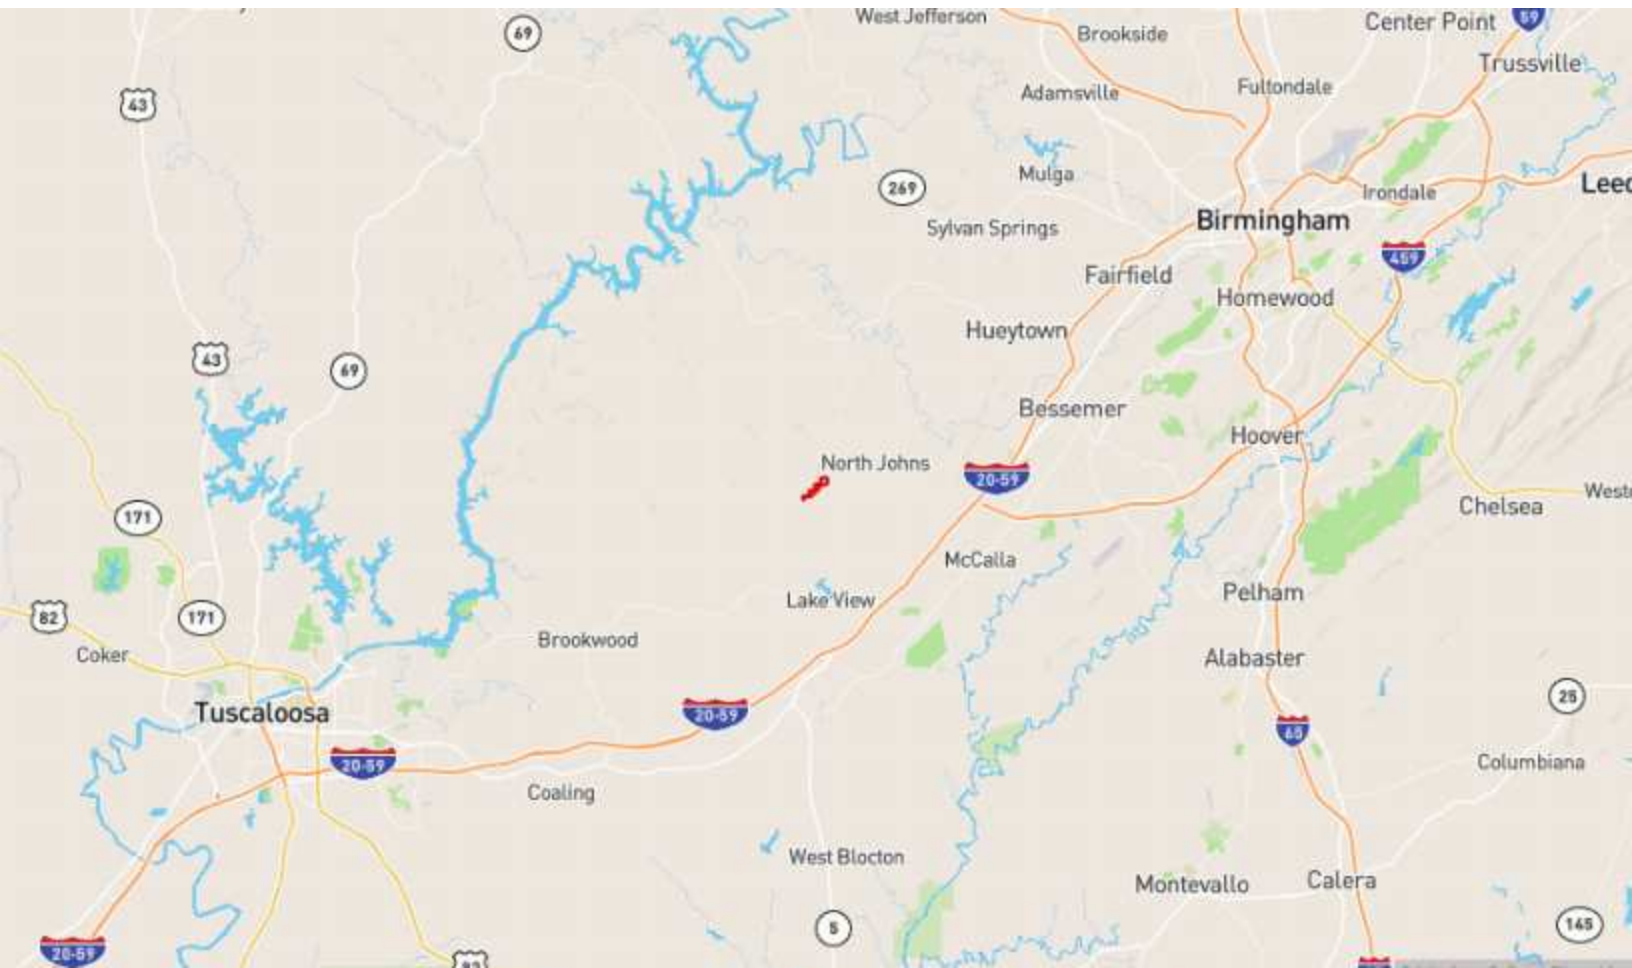 West Jefferson
Center Point
59
69
Brookside
Trussville
43
Adamsville
Fultondale
Mulga
269
Irondale
Leed
Sylvan Springs
Birmingham
459
Fairfield
Homewood
Hueytown
43
69
Bessemer
Hoover
North Johns
20-59
Weste
Chelsea
171
McCalla
Pelham
Lake View
82
171
Brookwood
Coker
Alabaster
25
Tuscaloosa
20-59
65
20-59
Columbiana
Coaling
West Blocton
Montevallo
Calera
5
145
20-59